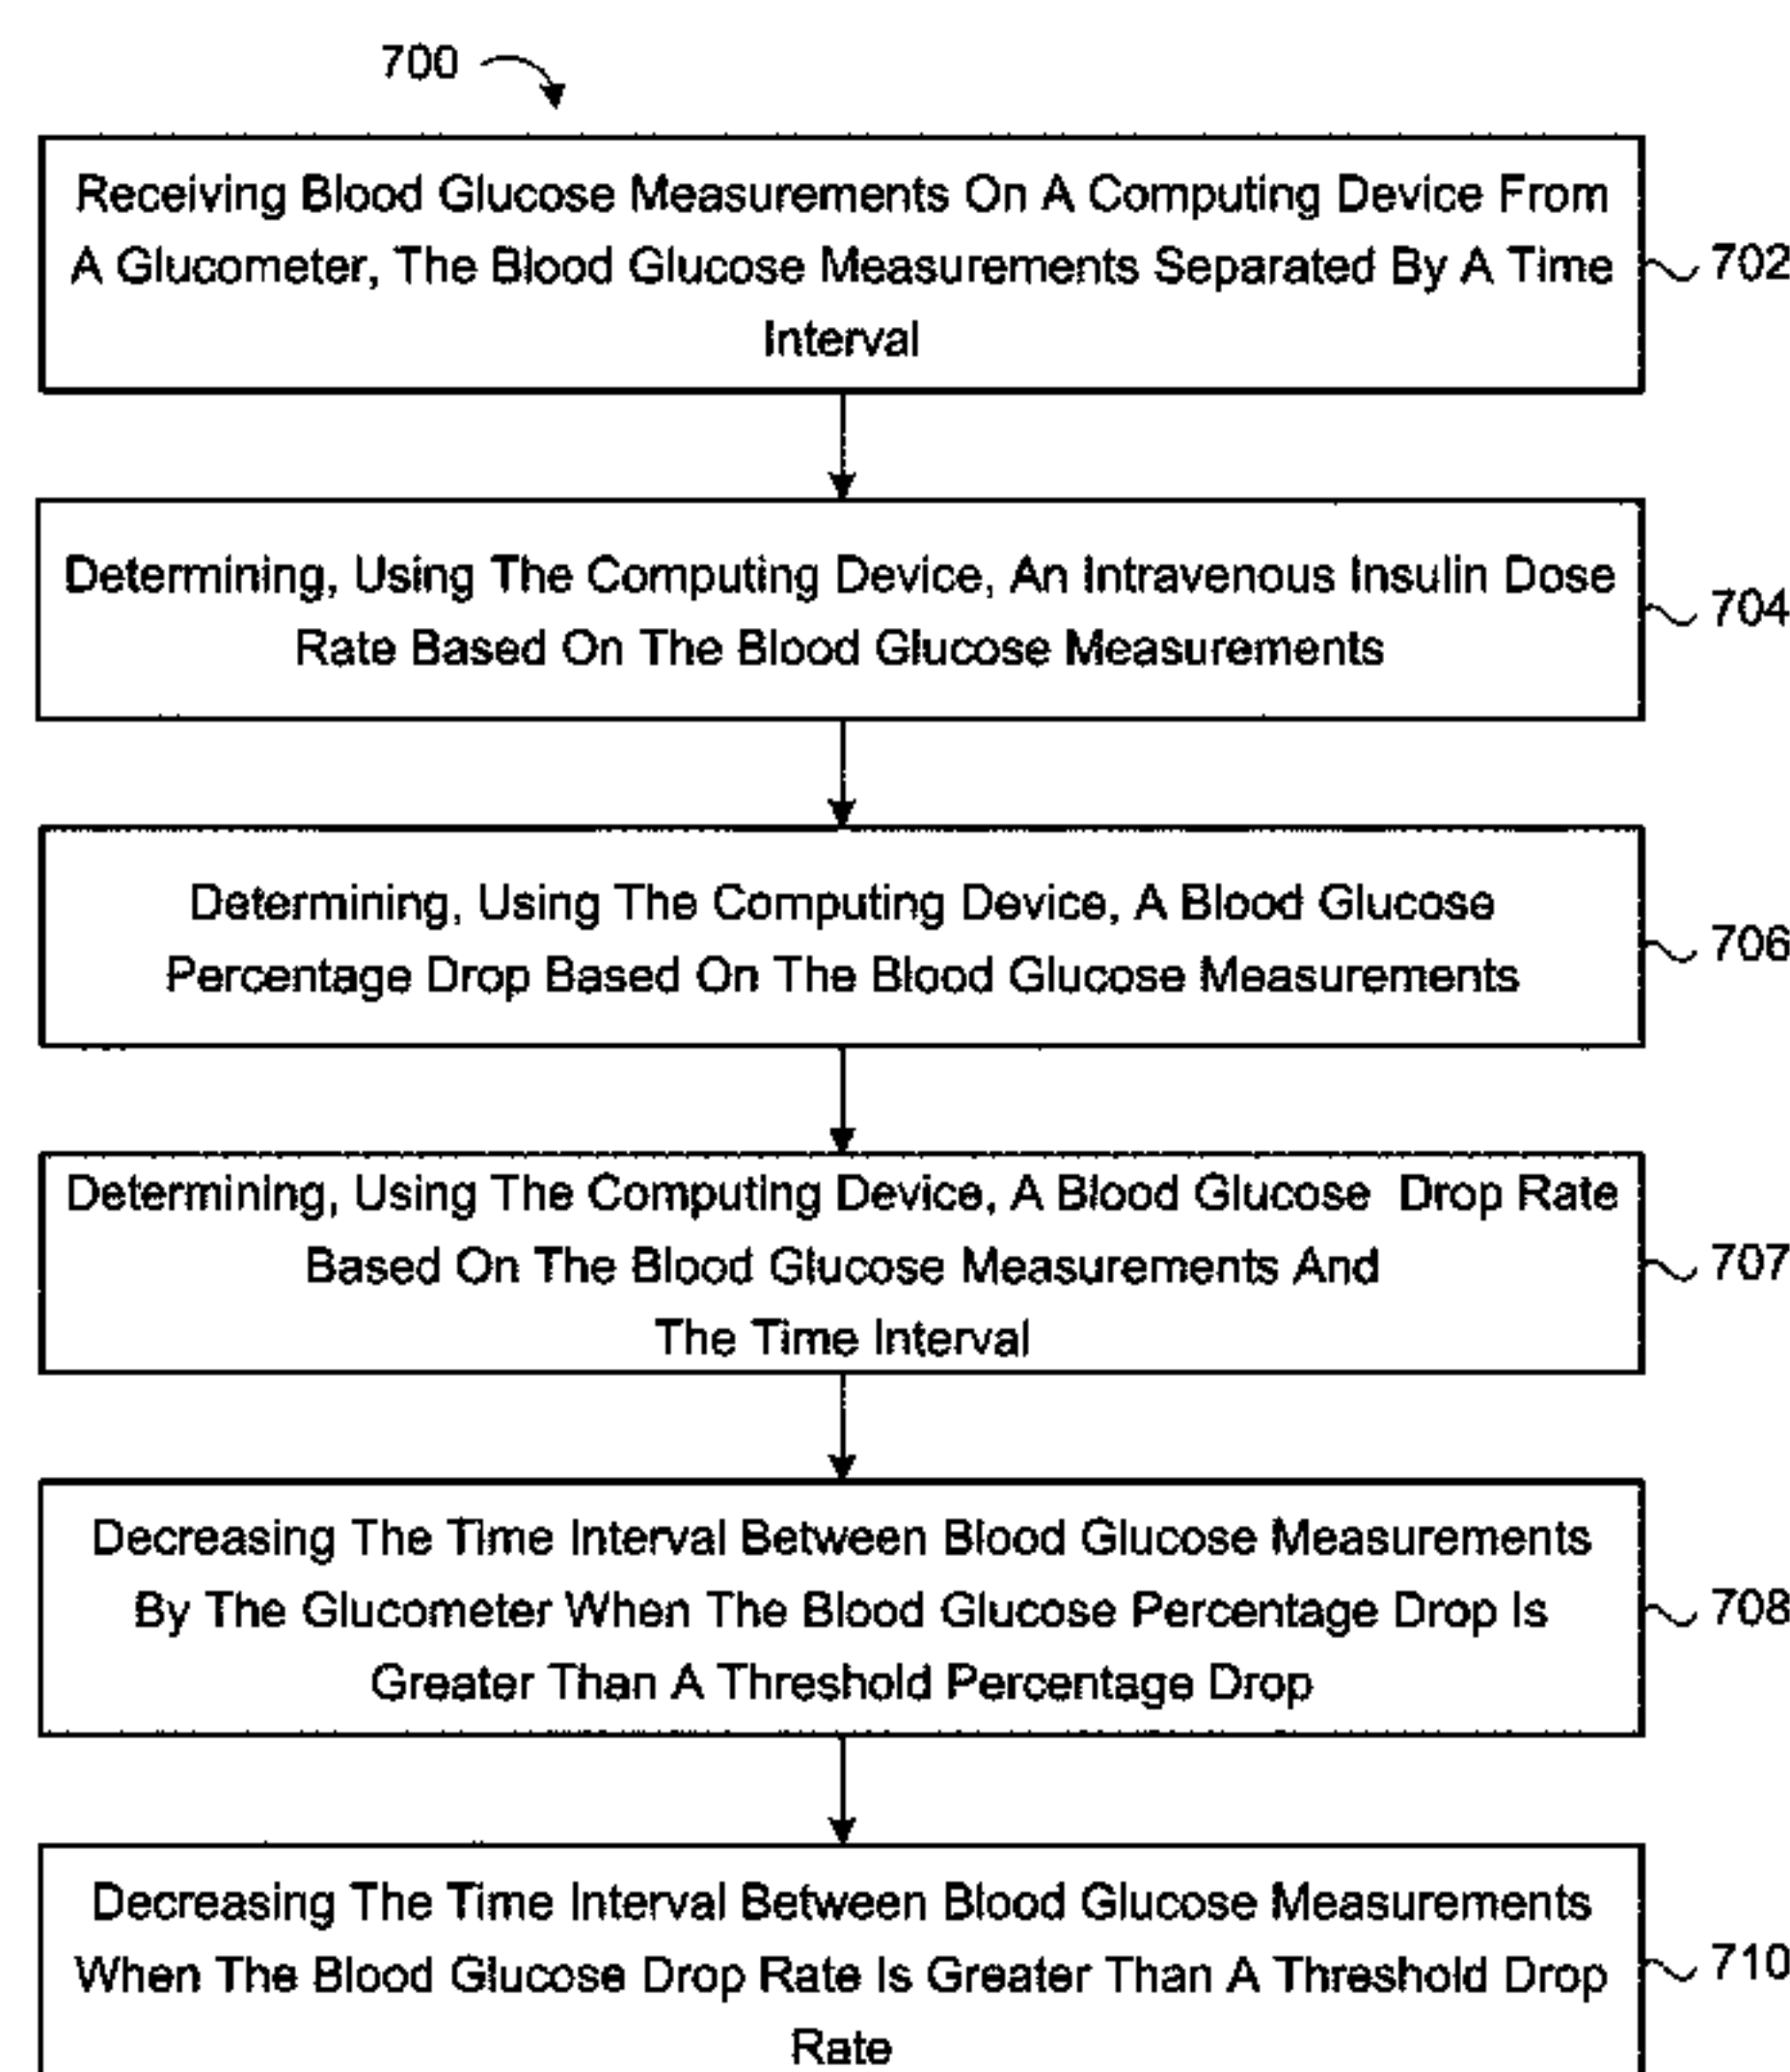 700
Receiving Blood Glucose Measurements On A Computing Device From
A Glucometer, The Blood Glucose Measurements Separated By A Time
Interval
702
Determining, Using The Computing Device, An Intravenous Insulin Dose
Rate Based On The Blood Glucose Measurements
704
Determining, Using The Computing Device, A Blood Glucose
Percentage Drop Based On The Blood Glucose Measurements
706
Determining, Using The Computing Device, A Blood Glucose Drop Rate
Based On The Blood Glucose Measurements And
The Time Interval
707
Decreasing The Time Interval Between Blood Glucose Measurements
By The Glucometer When The Blood Glucose Percentage Drop Is
Greater Than A Threshold Percentage Drop
708
Decreasing The Time Interval Between Blood Glucose Measurements
When The Blood Glucose Drop Rate Is Greater Than A Threshold Drop
Rate
710